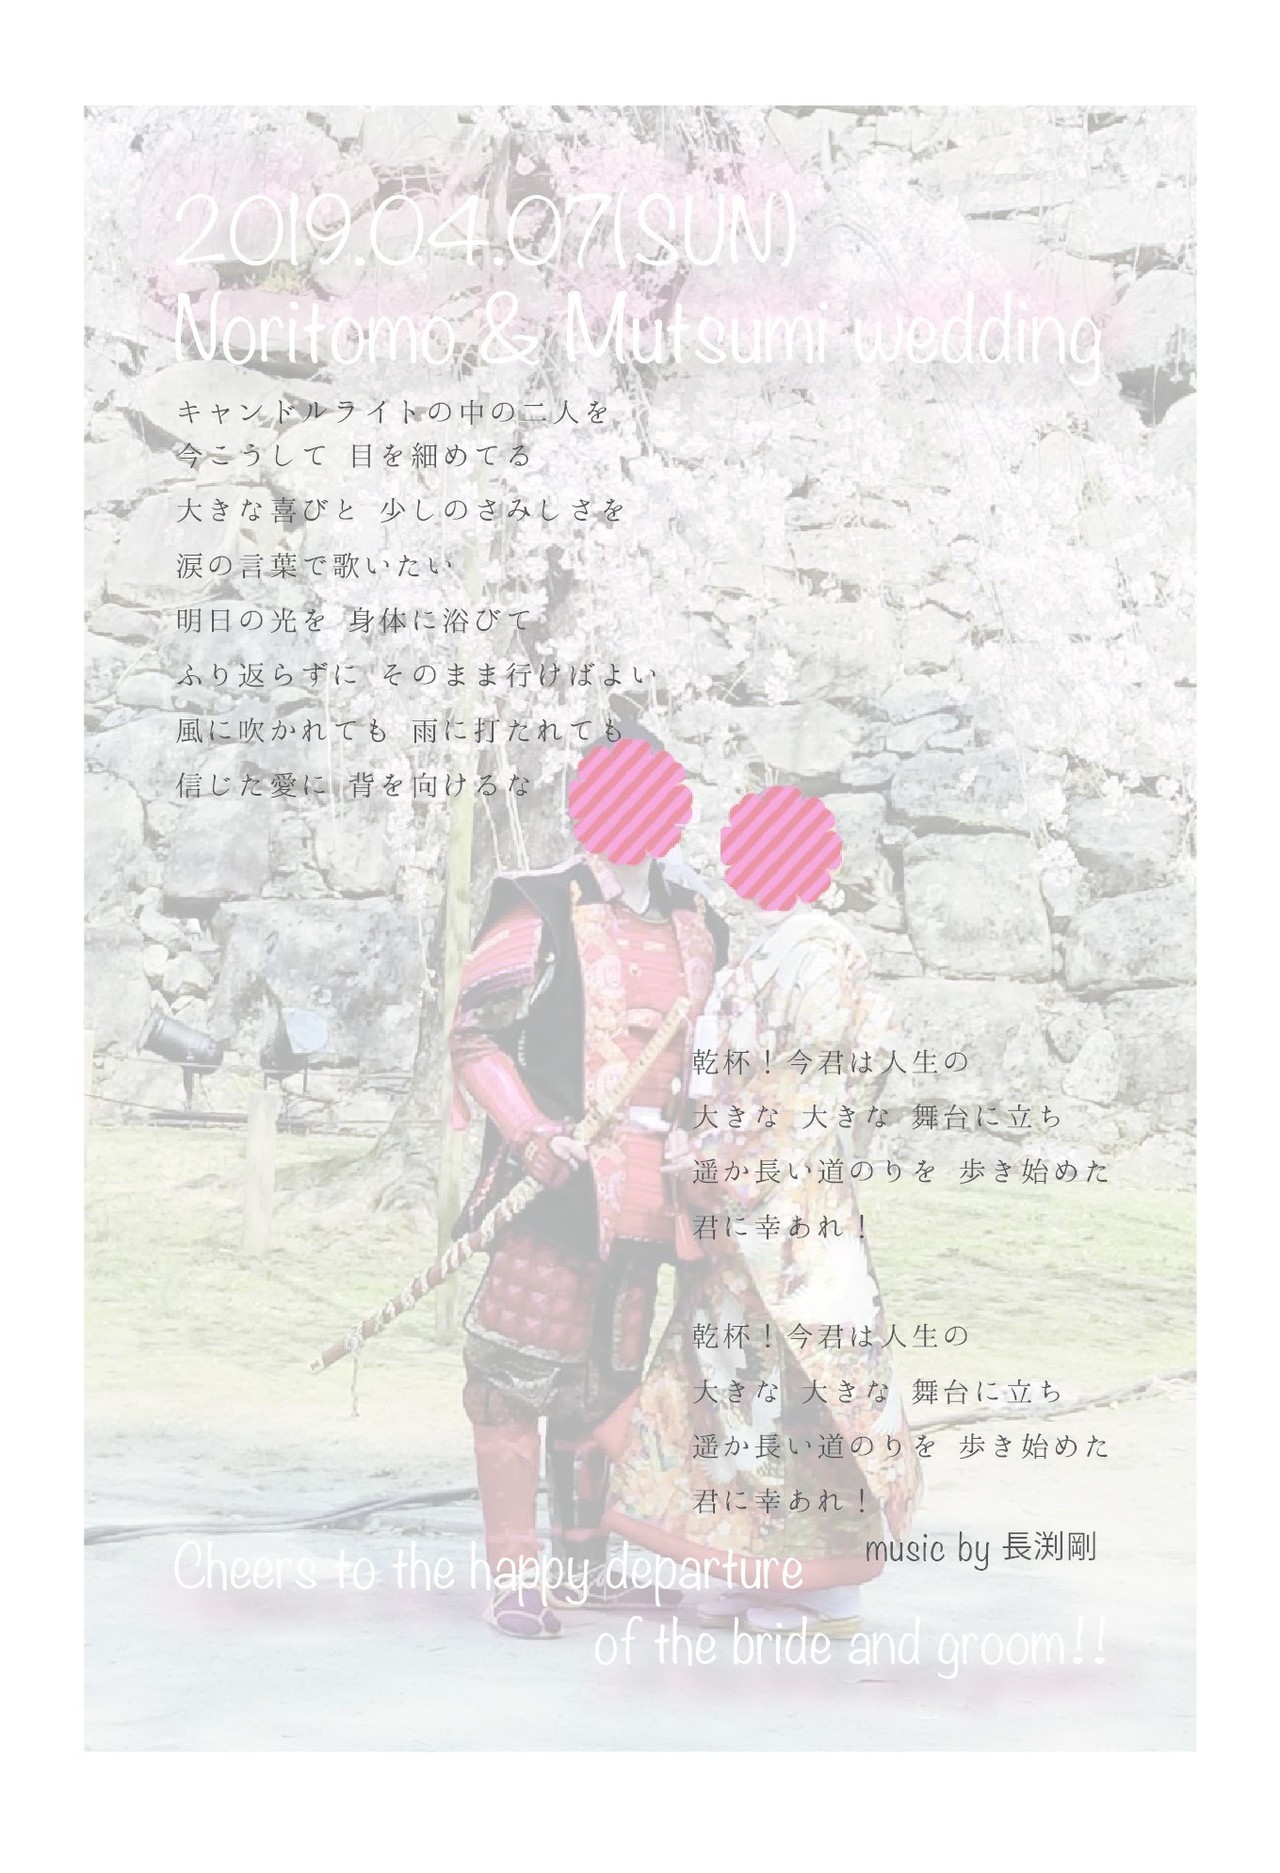 2019.04.07(SUN)
Noritomo & Mutsumi wedding
キャンドルライトの中の二人を
今こうして 目を細めてる
大きな喜びと 少しのさみしさを
涙の言葉で歌いたい
明日の光を 身体に浴びて
ふり返らずに そのまま行けばよい
風に吹かれても 雨に打たれても
信じた愛に 背を向けるな
乾杯！今君は人生の
大きな 大きな 舞台に立ち
遥か長い道のりを 歩き始めた
君に幸あれ！
乾杯！今君は人生の
大きな 大きな 舞台に立ち
遥か長い道のりを 歩き始めた
君に幸あれ！
music by 長渕剛
Cheers to the happy departure
of the bride and groom!!